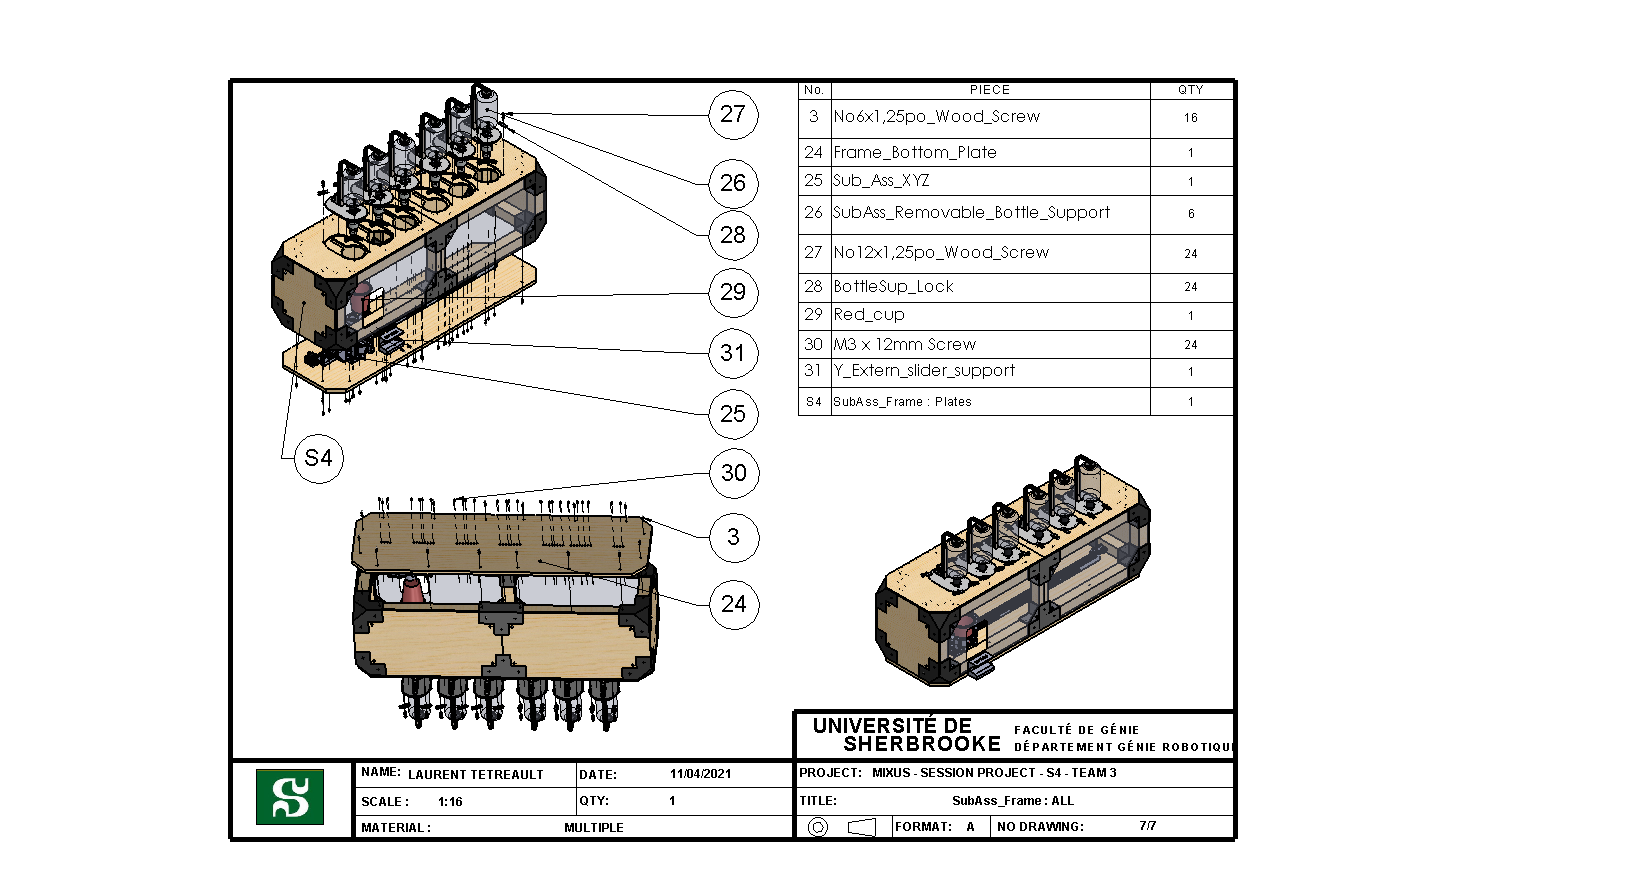 27
26
28
29
31
25
S4
30
3
24
No. PIECE QTY
3 No6x1,25po_Wood_Screw 16
24 Frame_Bottom_Plate 1
25 Sub_Ass_XYZ 1
26 SubAss_Removable_Bottle_Support 6
27 No12x1,25po_Wood_Screw 24
28 BottleSup_Lock 24
29 Red_cup 1
30 M3 x 12mm Screw 24
31 Y_Extern_slider_support 1
S4 SubAss_Frame : Plates 1
UNIVERSITÉ DE
SHERBROOKE
FACULTÉ DE GÉNIE
DÉPARTEMENT GÉNIE ROBOTIQU
NAME: LAURENT TETREAULT DATE: 11/04/2021
SCALE : 1:16 QTY: 1
MATERIAL : MULTIPLE
PROJECT: MIXUS - SESSION PROJECT - S4 - TEAM 3
TITLE: SubAss_Frame : ALL
FORMAT: A NO DRAWING: 7/7